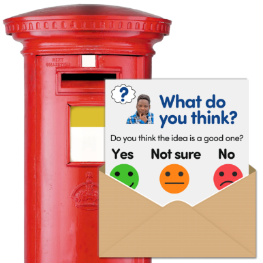 ?
What do
you think?
Do you think the idea is a good one?
Yes Not sure No